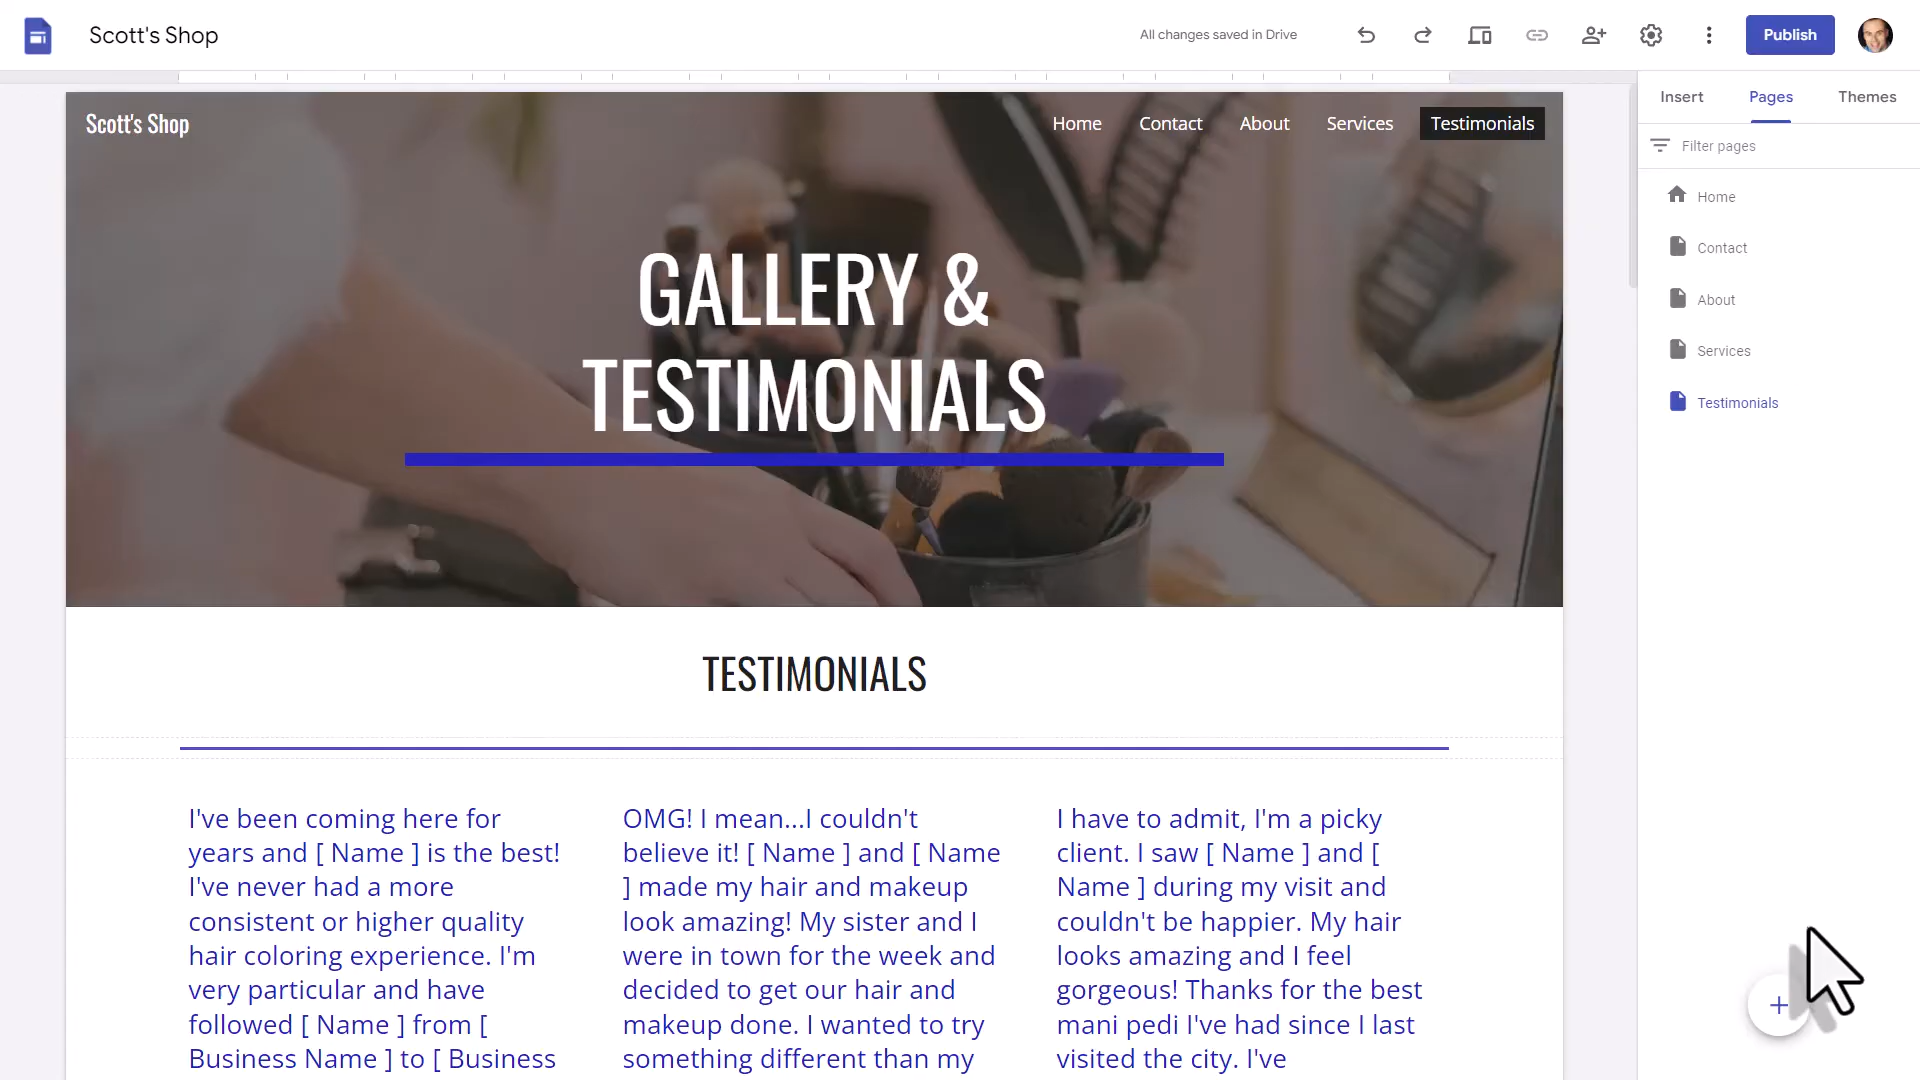 Scott's Shop
All changes saved in Drive
Publish
Insert
Pages
Themes
Filter pages
Home
Contact
About
Services
Testimonials
Scott's Shop
Home
Contact
About
Services
Testimonials
GALLERY &
TESTIMONIALS
TESTIMONIALS
I've been coming here for
years and [ Name ] is the best!
I've never had a more
consistent or higher quality
hair coloring experience. I'm
very particular and have
followed [ Name ] from [
Business Name ] to [ Business
OMG! I mean...I couldn't
believe it! [ Name ] and [ Name
] made my hair and makeup
look amazing! My sister and I
were in town for the week and
decided to get our hair and
makeup done. I wanted to try
something different than my
I have to admit, I'm a picky
client. I saw [ Name ] and [
Name ] during my visit and
couldn't be happier. My hair
looks amazing and I feel
gorgeous! Thanks for the best
mani pedi I've had since I last
visited the city. I've